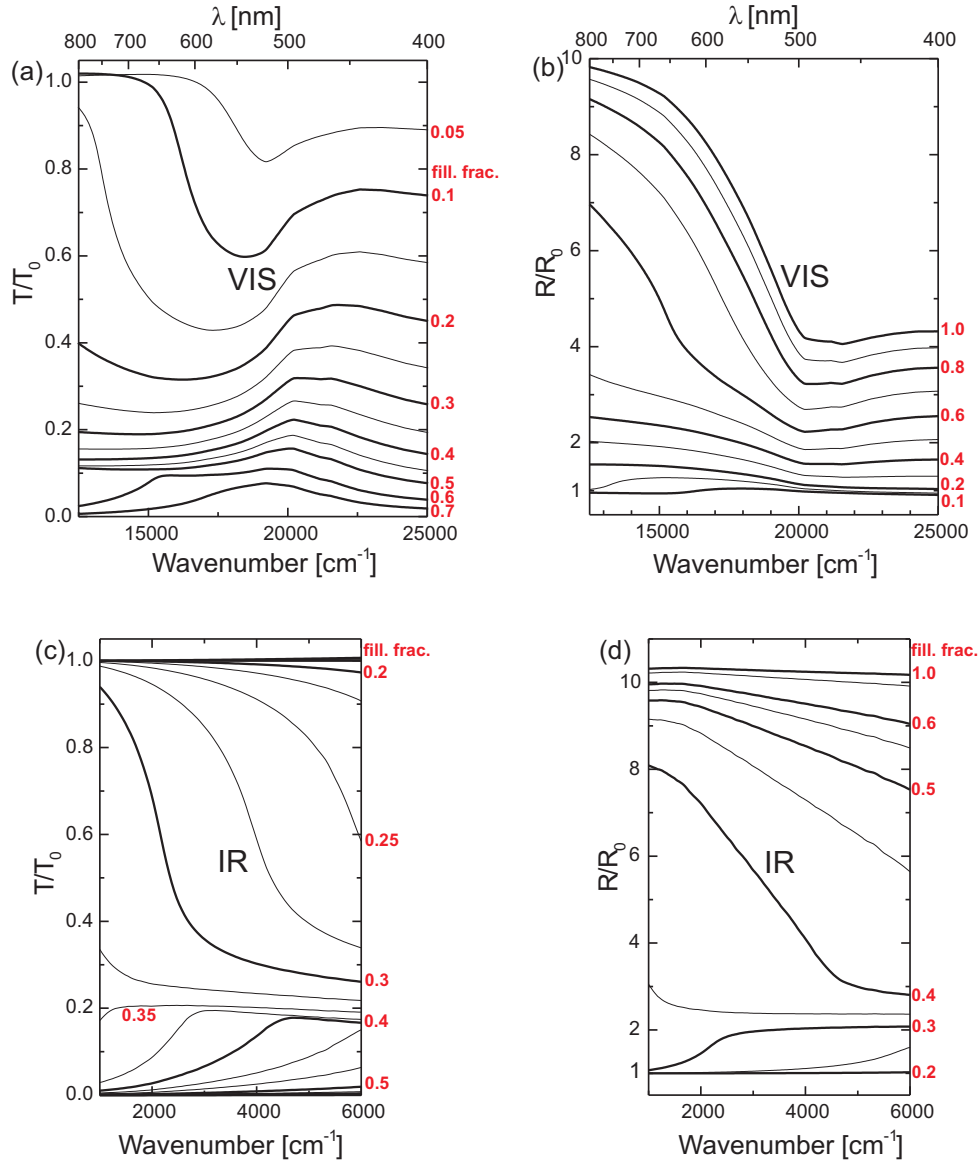 λ [nm]
800 700 600 500 400
(a)
T/T0
1.0
0.8
0.6
0.4
0.2
0.0
VIS
0.05
fill. frac.
0.1
0.2
0.3
0.4
0.5
0.6
0.7
15000 20000 25000
Wavenumber [cm-1]
λ [nm]
800 700 600 500 400
(b)
R/R0
10
8
6
4
2
1
VIS
1.0
0.8
0.6
0.4
0.2
0.1
15000 20000 25000
Wavenumber [cm-1]
(c)
T/T0
1.0
0.8
0.6
0.4
0.2
0.0
IR
fill. frac.
0.2
0.25
0.3
0.35
0.4
0.5
2000 4000 6000
Wavenumber [cm-1]
(d)
R/R0
10
8
6
4
2
1
IR
fill. frac.
1.0
0.6
0.5
0.4
0.3
0.2
2000 4000 6000
Wavenumber [cm-1]